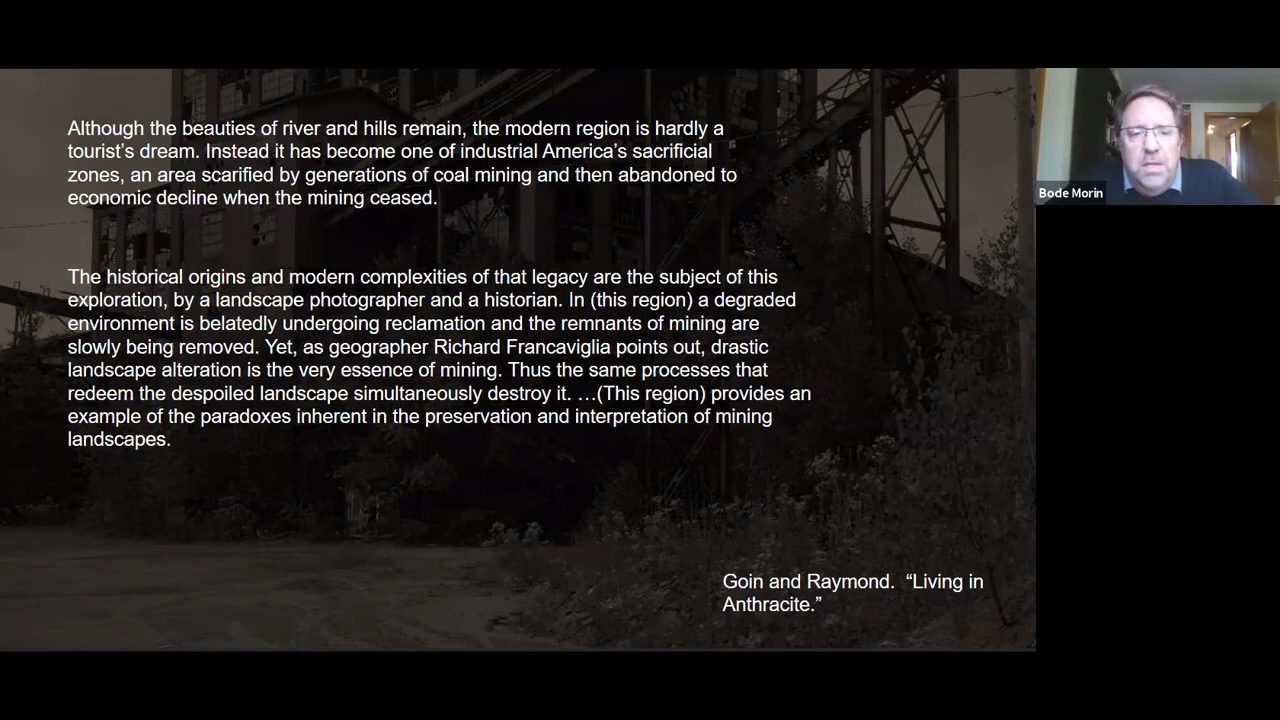 Although the beauties of river and hills remain, the modern region is hardly a
tourist’s dream. Instead it has become one of industrial America’s sacrificial
zones, an area scarified by generations of coal mining and then abandoned to
economic decline when the mining ceased.
The historical origins and modern complexities of that legacy are the subject of this
exploration, by a landscape photographer and a historian. In (this region) a degraded
environment is belatedly undergoing reclamation and the remnants of mining are
slowly being removed. Yet, as geographer Richard Francaviglia points out, drastic
landscape alteration is the very essence of mining. Thus the same processes that
redeem the despoiled landscape simultaneously destroy it. …(This region) provides an
example of the paradoxes inherent in the preservation and interpretation of mining
landscapes.
Goin and Raymond.  “Living in
Anthracite.”
Bode Morin